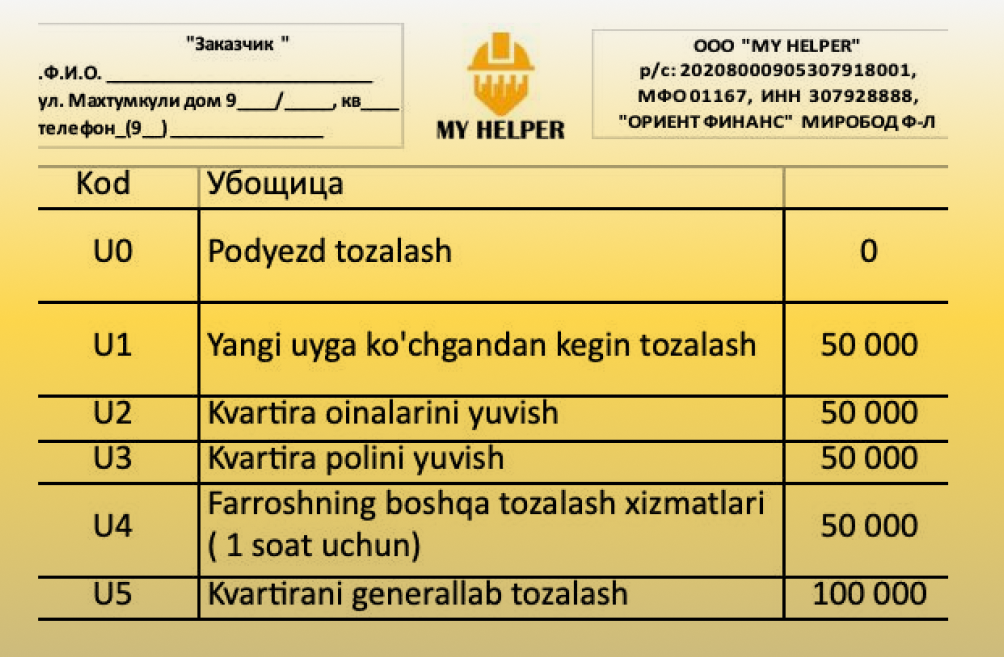 "Заказчик "
.Ф.И.О. ____________________________
ул. Махтумкули дом 9____/_____, кв____
телефон_(9__)________________
MY HELPER
ООО "MY HELPER"
р/с: 20208000905307918001,
МФО 01167, ИНН 307928888,
"ОРИЕНТ ФИНАНС" МИРОБОД Ф-Л
Kod Убощица
U0 Podyezd tozalash 0
U1 Yangi uyga ko'chgandan kegin tozalash 50 000
U2 Kvartira oinalarini yuvish 50 000
U3 Kvartira polini yuvish 50 000
U4 Farroshning boshqa tozalash xizmatlari 50 000
( 1 soat uchun)
U5 Kvartirani generallab tozalash 100 000